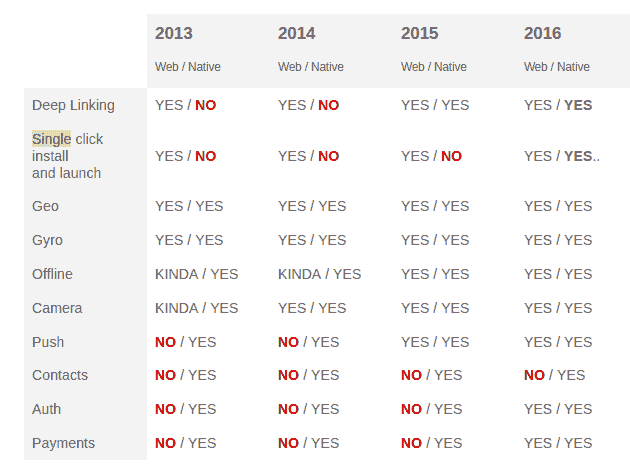 2013 2014 2015 2016
Web / Native Web / Native Web / Native Web / Native
Deep Linking YES / NO YES / NO YES / YES YES / YES
Single click
install YES / NO YES / NO YES / NO YES / YES..
and launch
Geo YES / YES YES / YES YES / YES YES / YES
Gyro YES / YES YES / YES YES / YES YES / YES
Offline KINDA / YES KINDA / YES YES / YES YES / YES
Camera KINDA / YES YES / YES YES / YES YES / YES
Push NO / YES NO / YES YES / YES YES / YES
Contacts NO / YES NO / YES NO / YES NO / YES
Auth NO / YES NO / YES NO / YES YES / YES
Payments NO / YES NO / YES NO / YES YES / YES